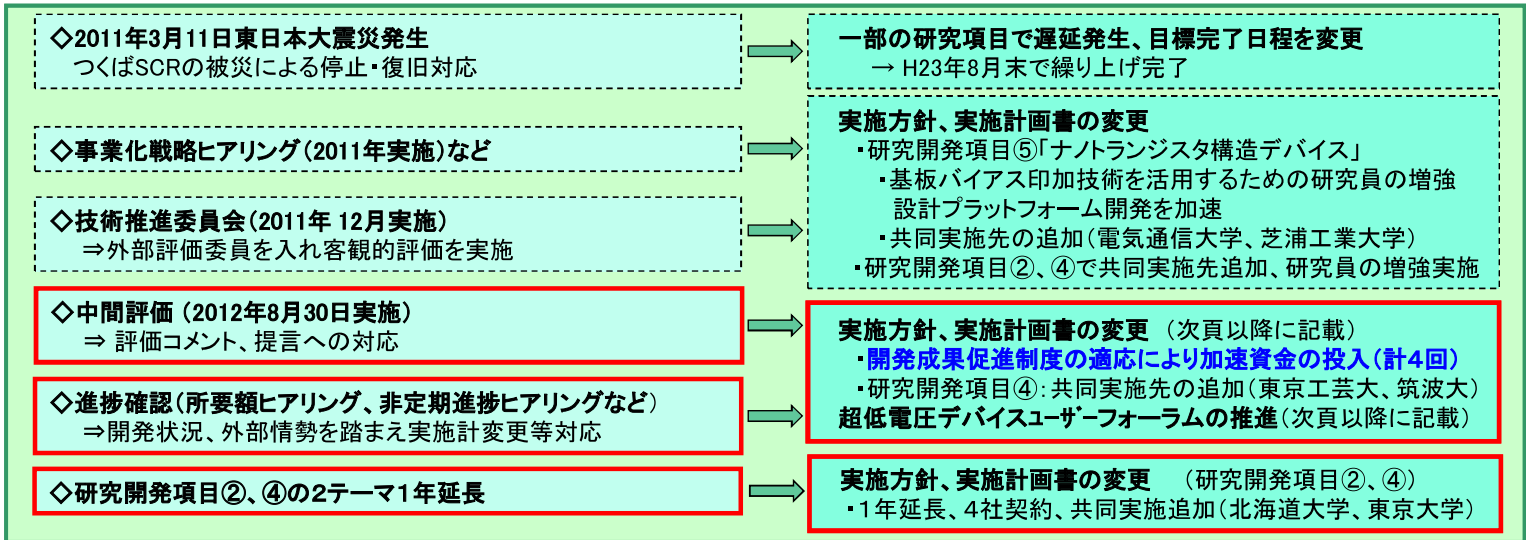 ◇2011年3月11日東日本大震災発生
つくばSCRの被災による停止・復旧対応
一部の研究項目で遅延発生、目標完了日程を変更
→ H23年8月末で繰り上げ完了
◇事業化戦略ヒアリング(2011年実施)など
◇技術推進委員会(2011年 12月実施)
⇒外部評価委員を入れ客観的評価を実施
実施方針、実施計画書の変更
・研究開発項目⑤「ナノトランジスタ構造デバイス」
・基板バイアス印加技術を活用するための研究員の増強
設計プラットフォーム開発を加速
・共同実施先の追加(電気通信大学、芝浦工業大学)
・研究開発項目②、④で共同実施先追加、研究員の増強実施
◇中間評価 (2012年8月30日実施)
⇒ 評価コメント、提言への対応
◇進捗確認(所要額ヒアリング、非定期進捗ヒアリングなど)
⇒開発状況、外部情勢を踏まえ実施計変更等対応
実施方針、実施計画書の変更 (次頁以降に記載)
・開発成果促進制度の適応により加速資金の投入(計4回)
・研究開発項目④:共同実施先の追加(東京工芸大、筑波大)
超低電圧デバイスユーザーフォーラムの推進(次頁以降に記載)
◇研究開発項目②、④の2テーマ1年延長
実施方針、実施計画書の変更 (研究開発項目②、④)
・1年延長、4社契約、共同実施追加(北海道大学、東京大学)